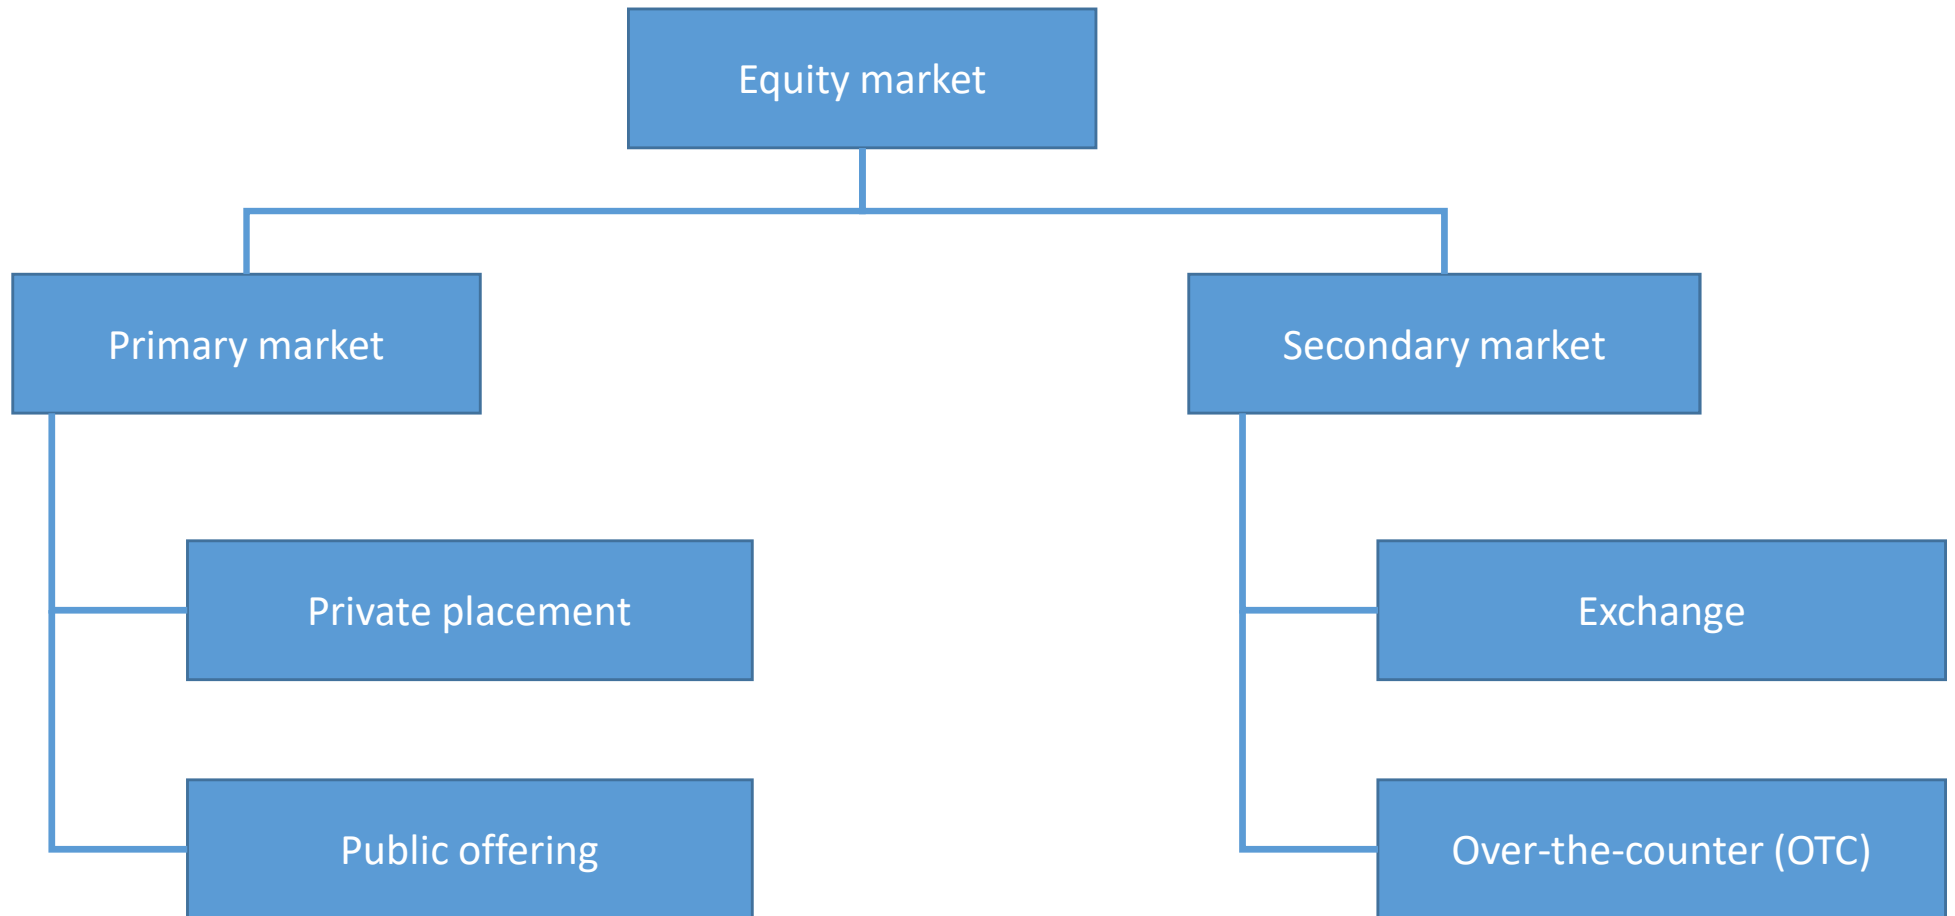 Equity market
Primary market
Secondary market
Private placement
Exchange
Public offering
Over-the-counter (OTC)